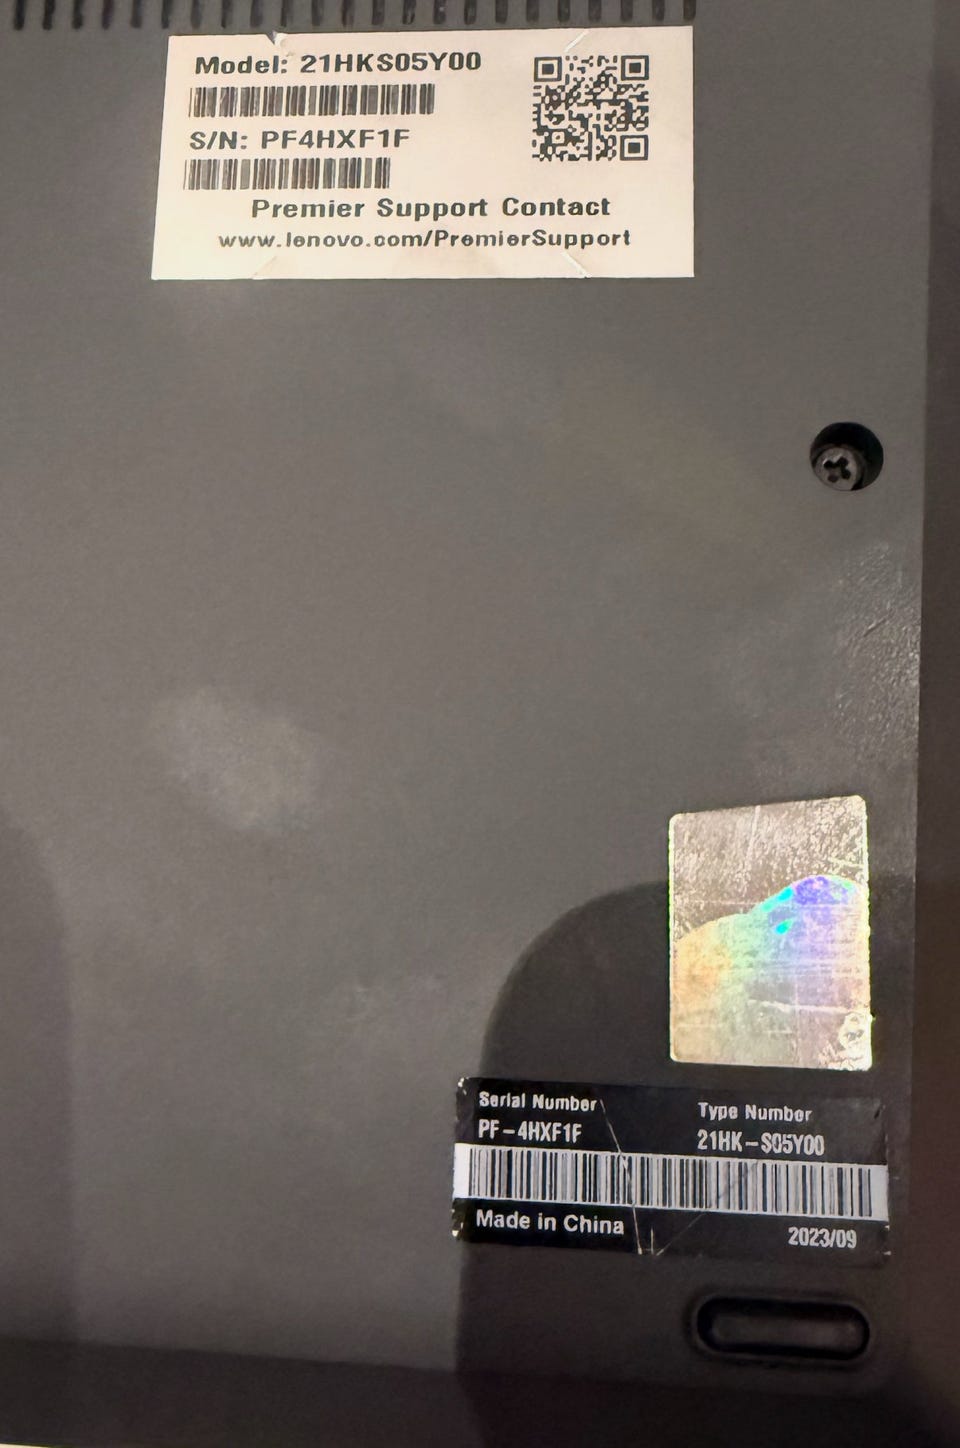 Model: 21HKS05Y00
S/N: PF4HXF1F
Premier Support Contact
www.lenovo.com/PremierSupport
Serial Number
Type Number
PF-4HXF1F
21HK-S05Y00
Made in China
2023/09